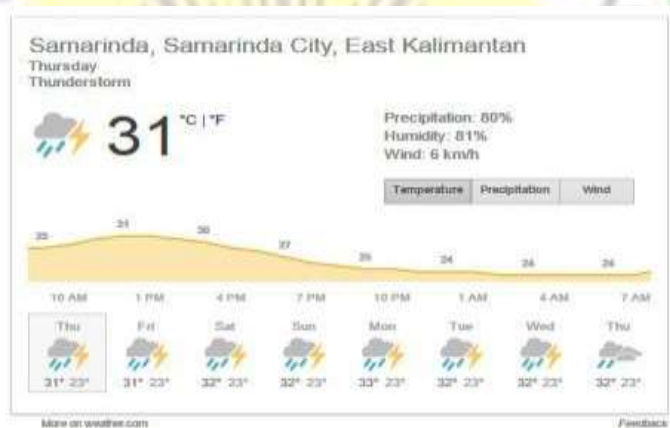 Samarinda, Samarinda City, East Kalimantan
Thursday
Thunderstorm
31 °C | °F
Precipitation: 80%
Humidity: 81%
Wind: 6 km/h
Temperature Precipitation Wind
31 30 27 25 24 24 24
10 AM 1 PM 4 PM 7 PM 10 PM 1 AM 4 AM 7 AM
Thu Fri Sat Sun Mon Tue Wed Thu
31° 23° 31° 23° 32° 23° 32° 23° 33° 23° 32° 23° 32° 23° 32° 23°
More on weather.com
Feedback